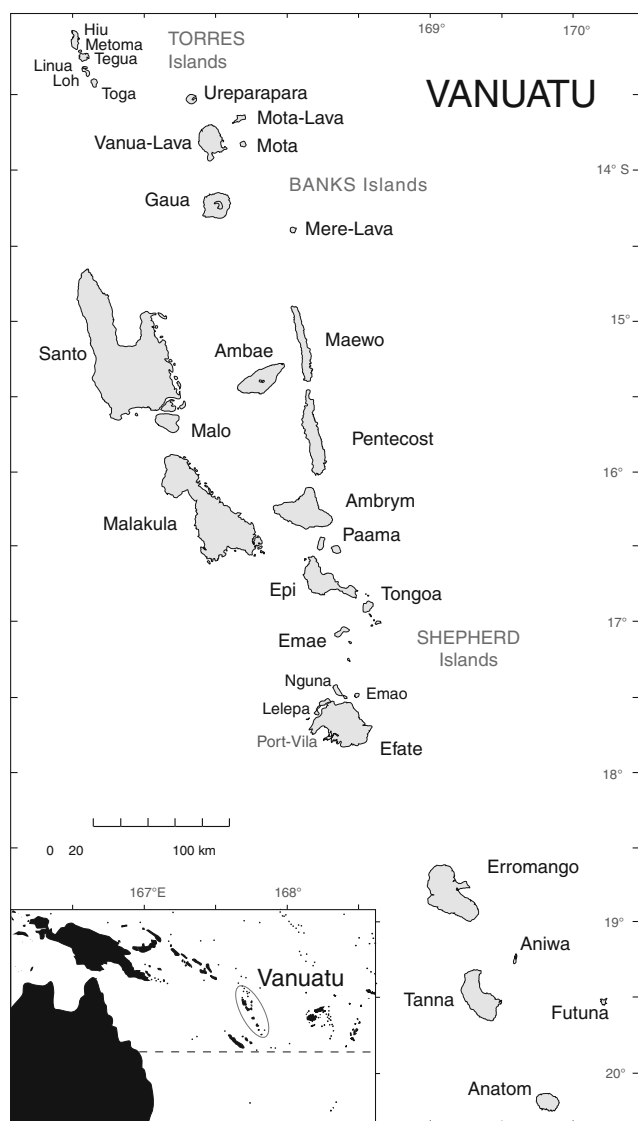 169°
170°
Hiu
TORRES
Islands
Metoma
Tegua
Linua
Loh
Toga
VANUATU
Ureparapara
Mota-Lava
Vanua-Lava
Mota
14° S
BANKS Islands
Gaua
Mere-Lava
15°
Santo
Ambae
Maewo
Malo
Pentecost
16°
Malakula
Ambrym
Paama
Epi
Tongoa
17°
Emae
SHEPHERD
Islands
Nguna
Emao
Lelepa
Port-Vila
Efate
18°
0 20 100 km
Erromango
167°E
168°
19°
Aniwa
Vanuatu
Tanna
Futuna
20°
Anatom